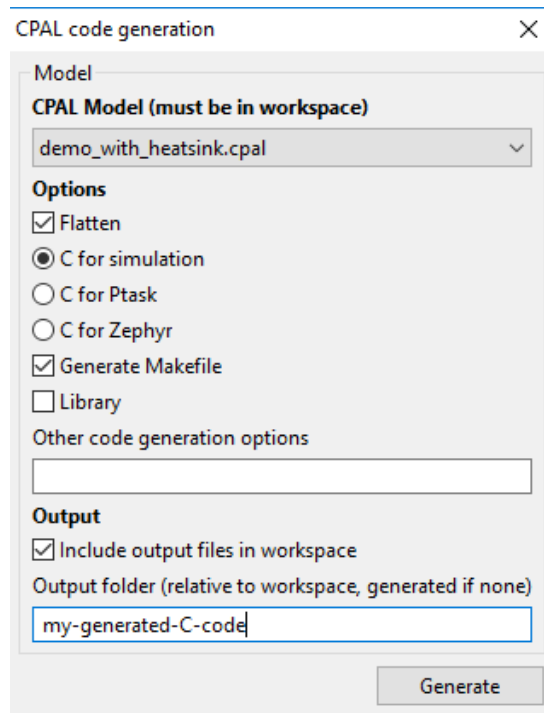 CPAL code generation
Model
CPAL Model (must be in workspace)
demo_with_heatsink.cpal
Options
Flatten
C for simulation
C for Ptask
C for Zephyr
Generate Makefile
Library
Other code generation options
Output
Include output files in workspace
Output folder (relative to workspace, generated if none)
my-generated-C-code
Generate